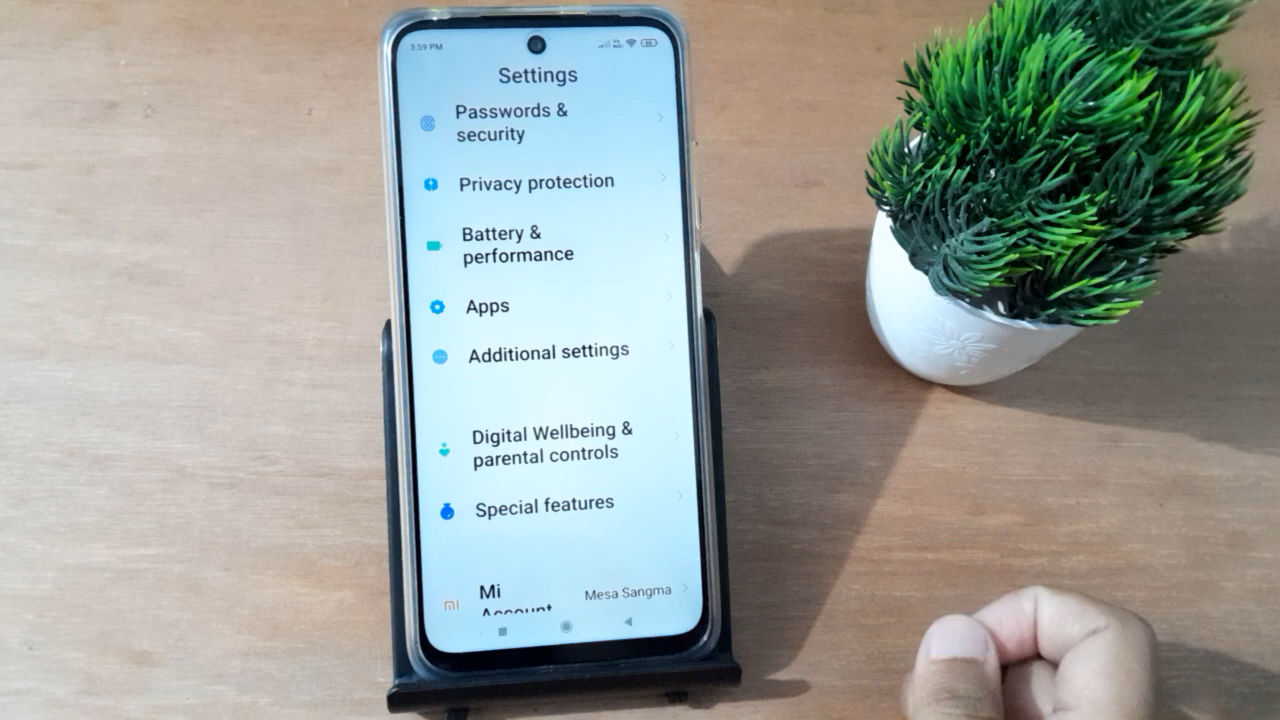 3:59 PM
Settings
Passwords &
security
Privacy protection
Battery &
performance
Apps
Additional settings
Digital Wellbeing &
parental controls
Special features
Mi
Account
Mesa Sangma